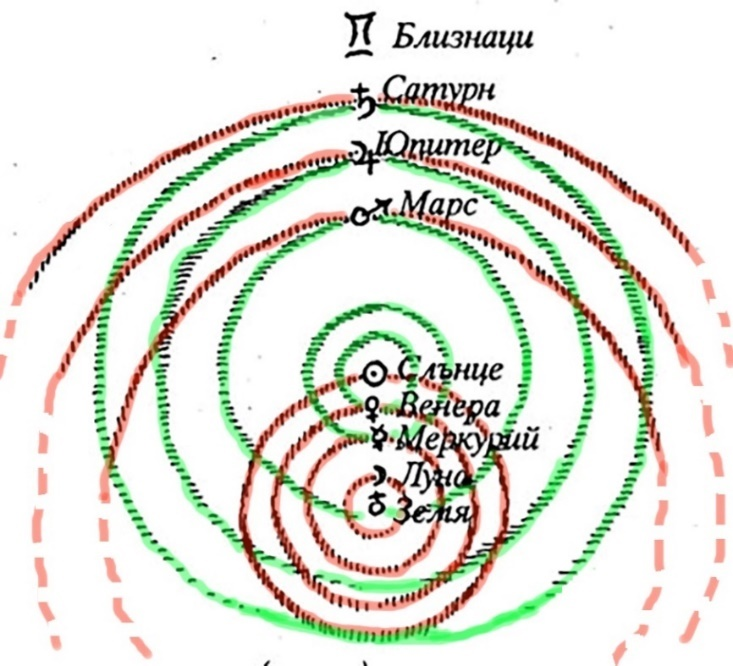 ♊ Близнаци
♄ Сатурн
♃ Юпитер
♂ Марс
☉ Слънце
♀ Венера
☿ Меркурий
☽ Луна
♁ Земя